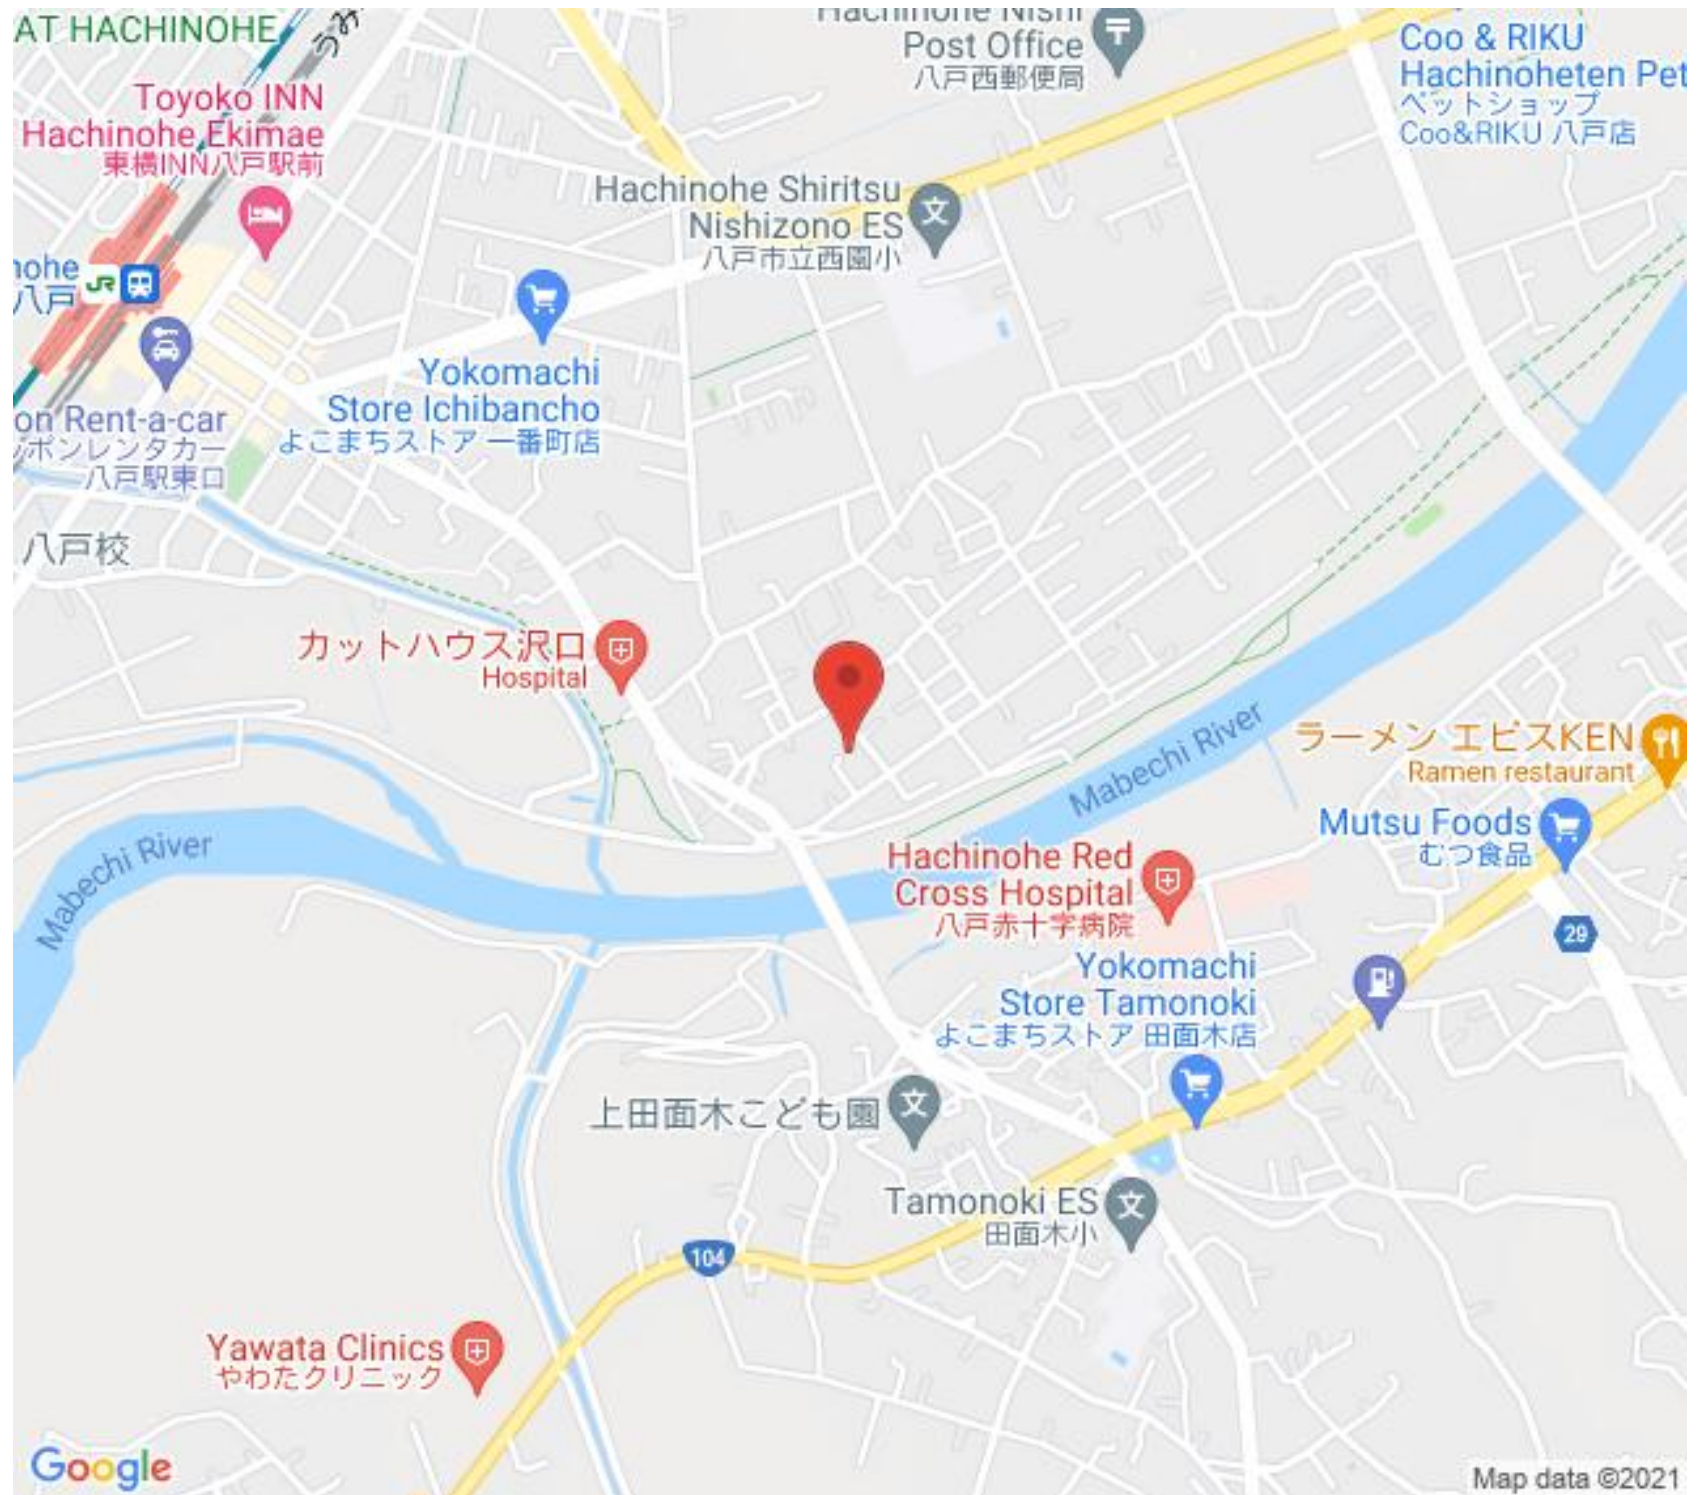 AT HACHINOHE
Hachinohe Nishi
Post Office
八戸西郵便局
Coo & RIKU
Hachinoheten Pet
ペットショップ
Coo&RIKU 八戸店
Toyoko INN
Hachinohe Ekimae
東横INN八戸駅前
Hachinohe Shiritsu
Nishizono ES
八戸市立西園小
JR
八戸
Yokomachi
Store Ichibancho
よこまちストア 一番町店
on Rent-a-car
ポンレンタカー
八戸駅東口
八戸校
カットハウス沢口
Hospital
Mabechi River
ラーメン エビスKEN
Ramen restaurant
Mutsu Foods
むつ食品
Mabechi River
Hachinohe Red
Cross Hospital
八戸赤十字病院
29
Yokomachi
Store Tamonoki
よこまちストア 田面木店
上田面木こども園
Tamonoki ES
田面木小
104
Yawata Clinics
やわたクリニック
Google
Map data ©2021